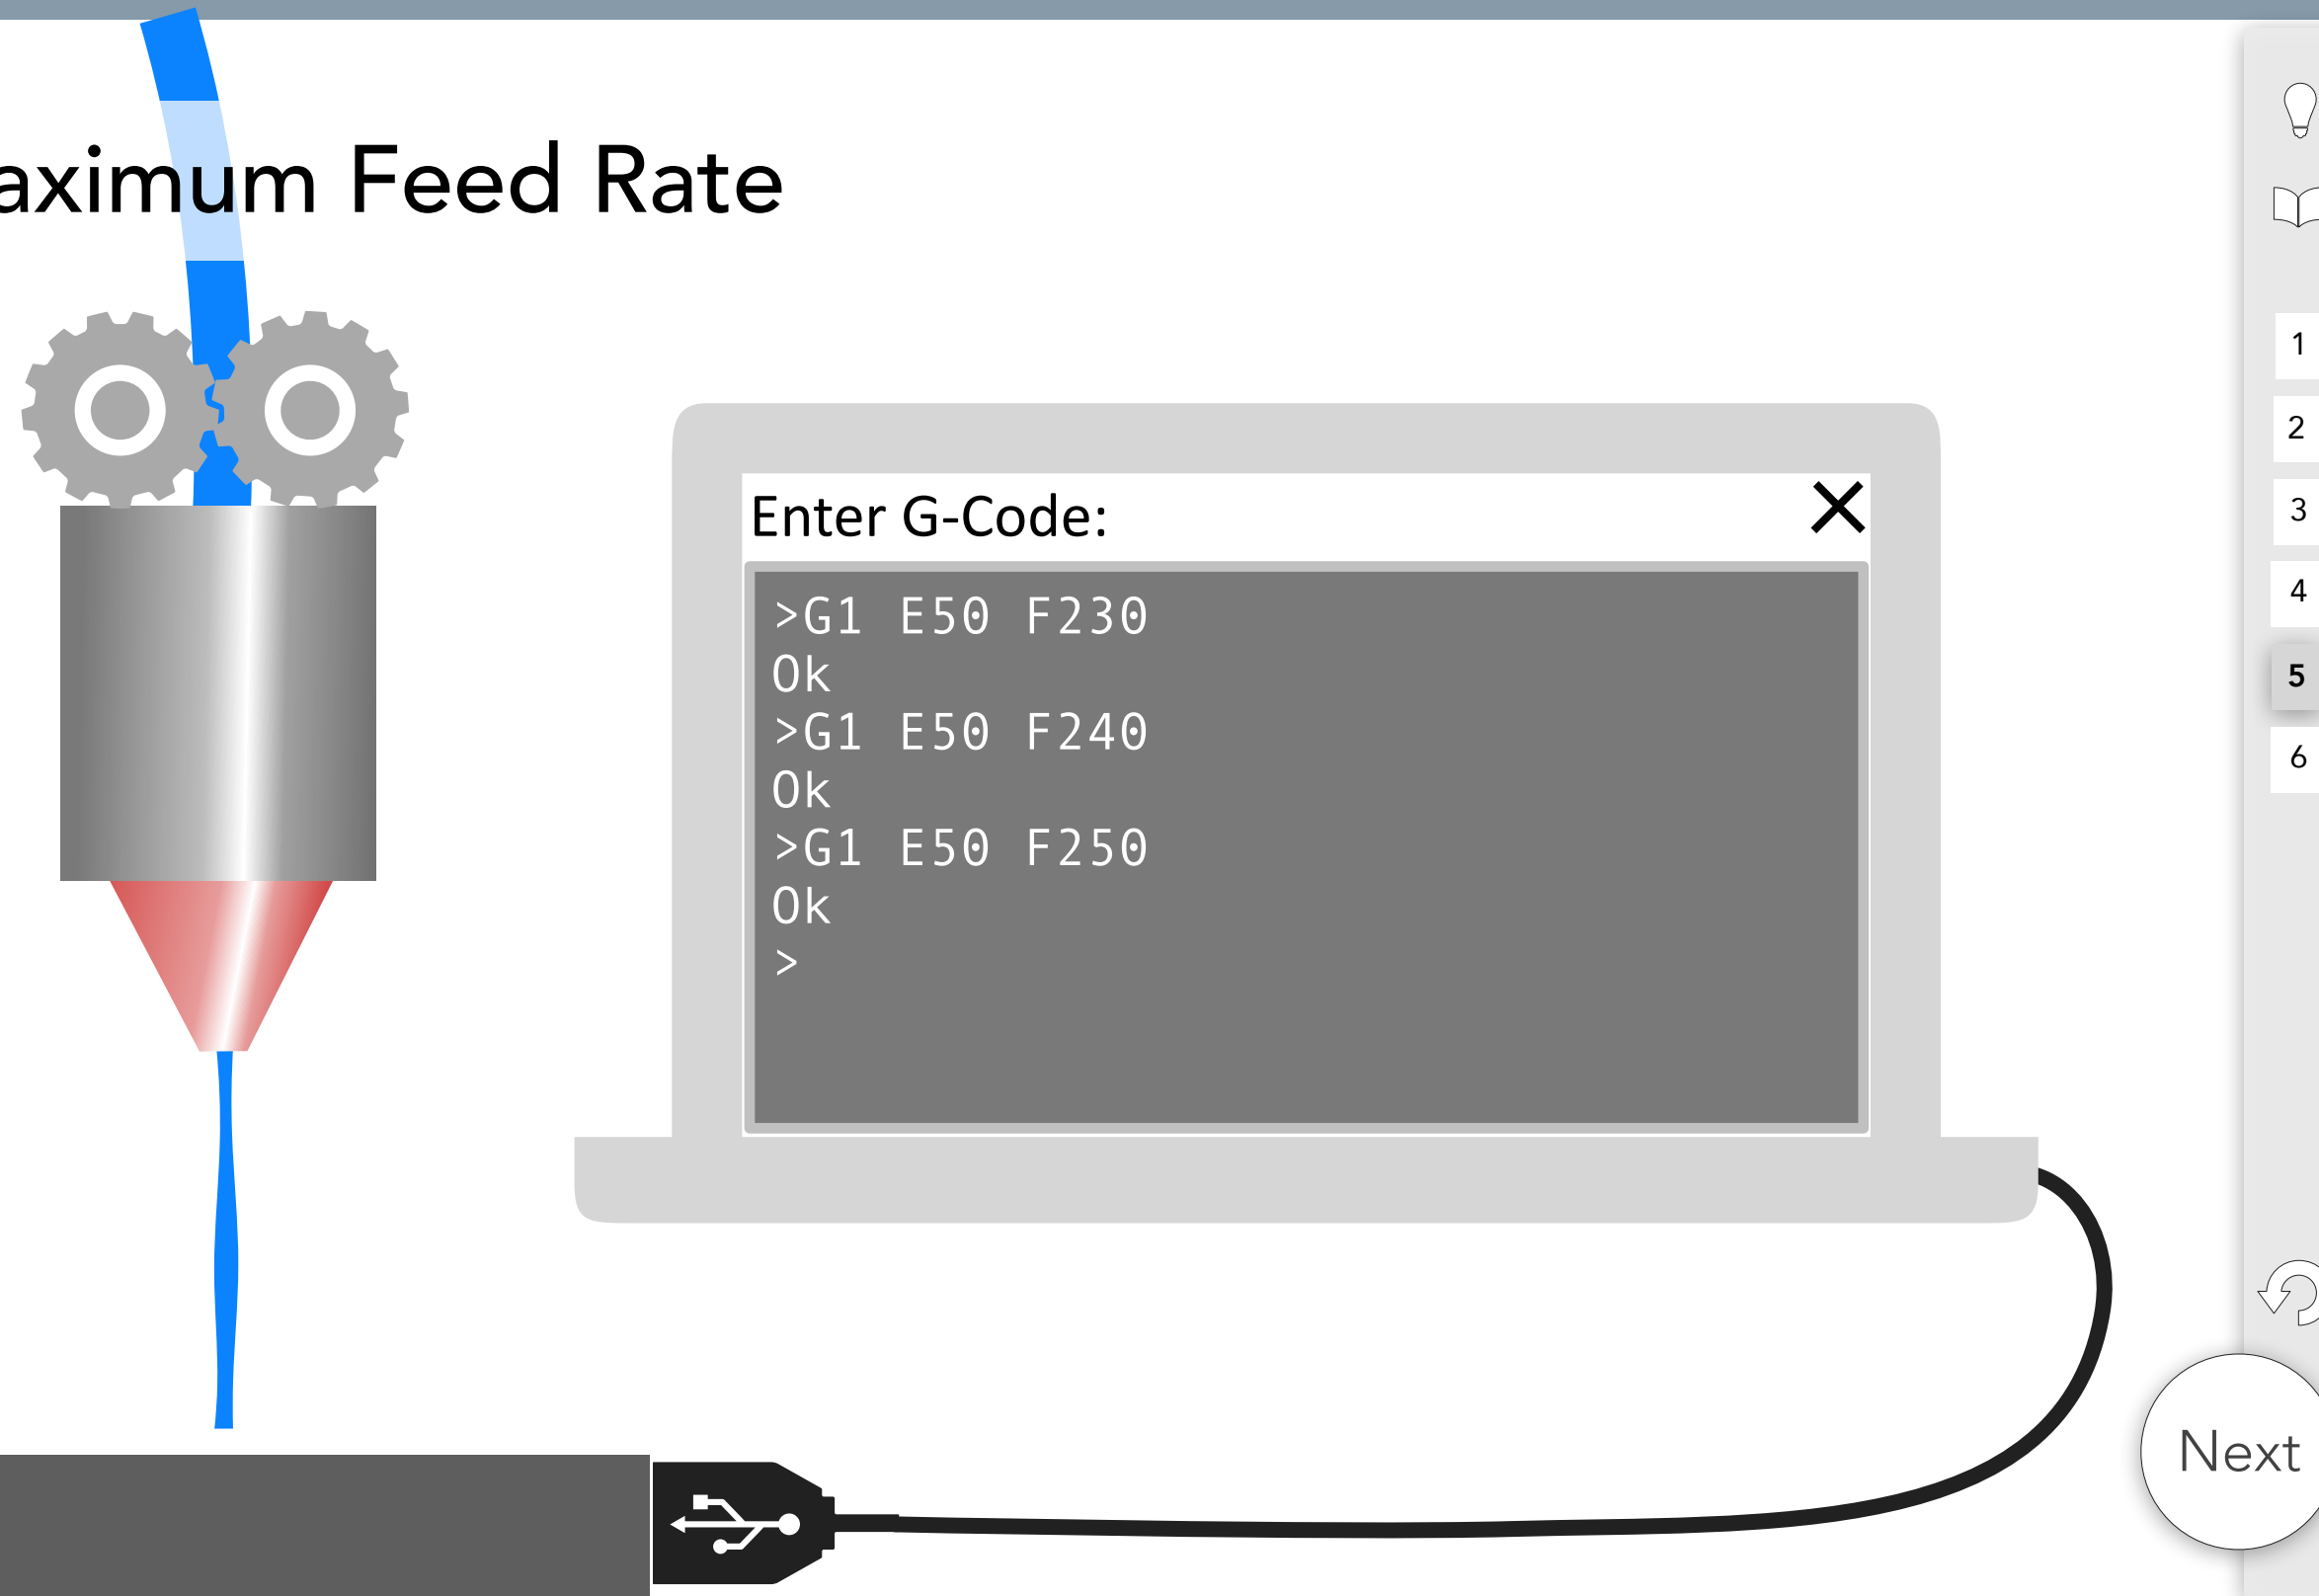 aximum Feed Rate
Enter G-Code:
>G1 E50 F230
Ok
>G1 E50 F240
Ok
>G1 E50 F250
Ok
>
1
2
3
4
5
6
Next